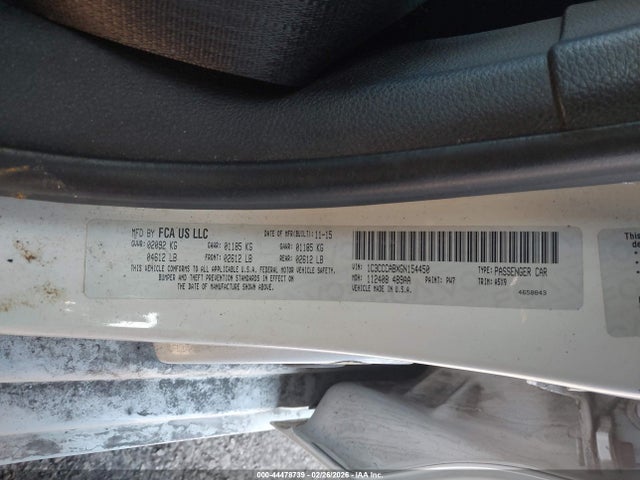 MFD BY FCA US LLC
DATE OF MFR(BUILT): 11-15
GVWR: 02092 KG GAWR: 01185 KG GAWR: 01185 KG
04612 LB FRONT: 02612 LB REAR: 02612 LB
THIS VEHICLE CONFORMS TO ALL APPLICABLE U.S.A. FEDERAL MOTOR VEHICLE SAFETY,
BUMPER AND THEFT PREVENTION STANDARDS IN EFFECT ON
THE DATE OF MANUFACTURE SHOWN ABOVE.
VIN: 1C3CCCABXGN154450 TYPE: PASSENGER CAR
MDH: 112408 489AA PAINT: PW7 TRIM: A5X9
VEHICLE MADE IN U.S.A. 4658843
000-44478739 - 02/26/2026 - IAA LLC